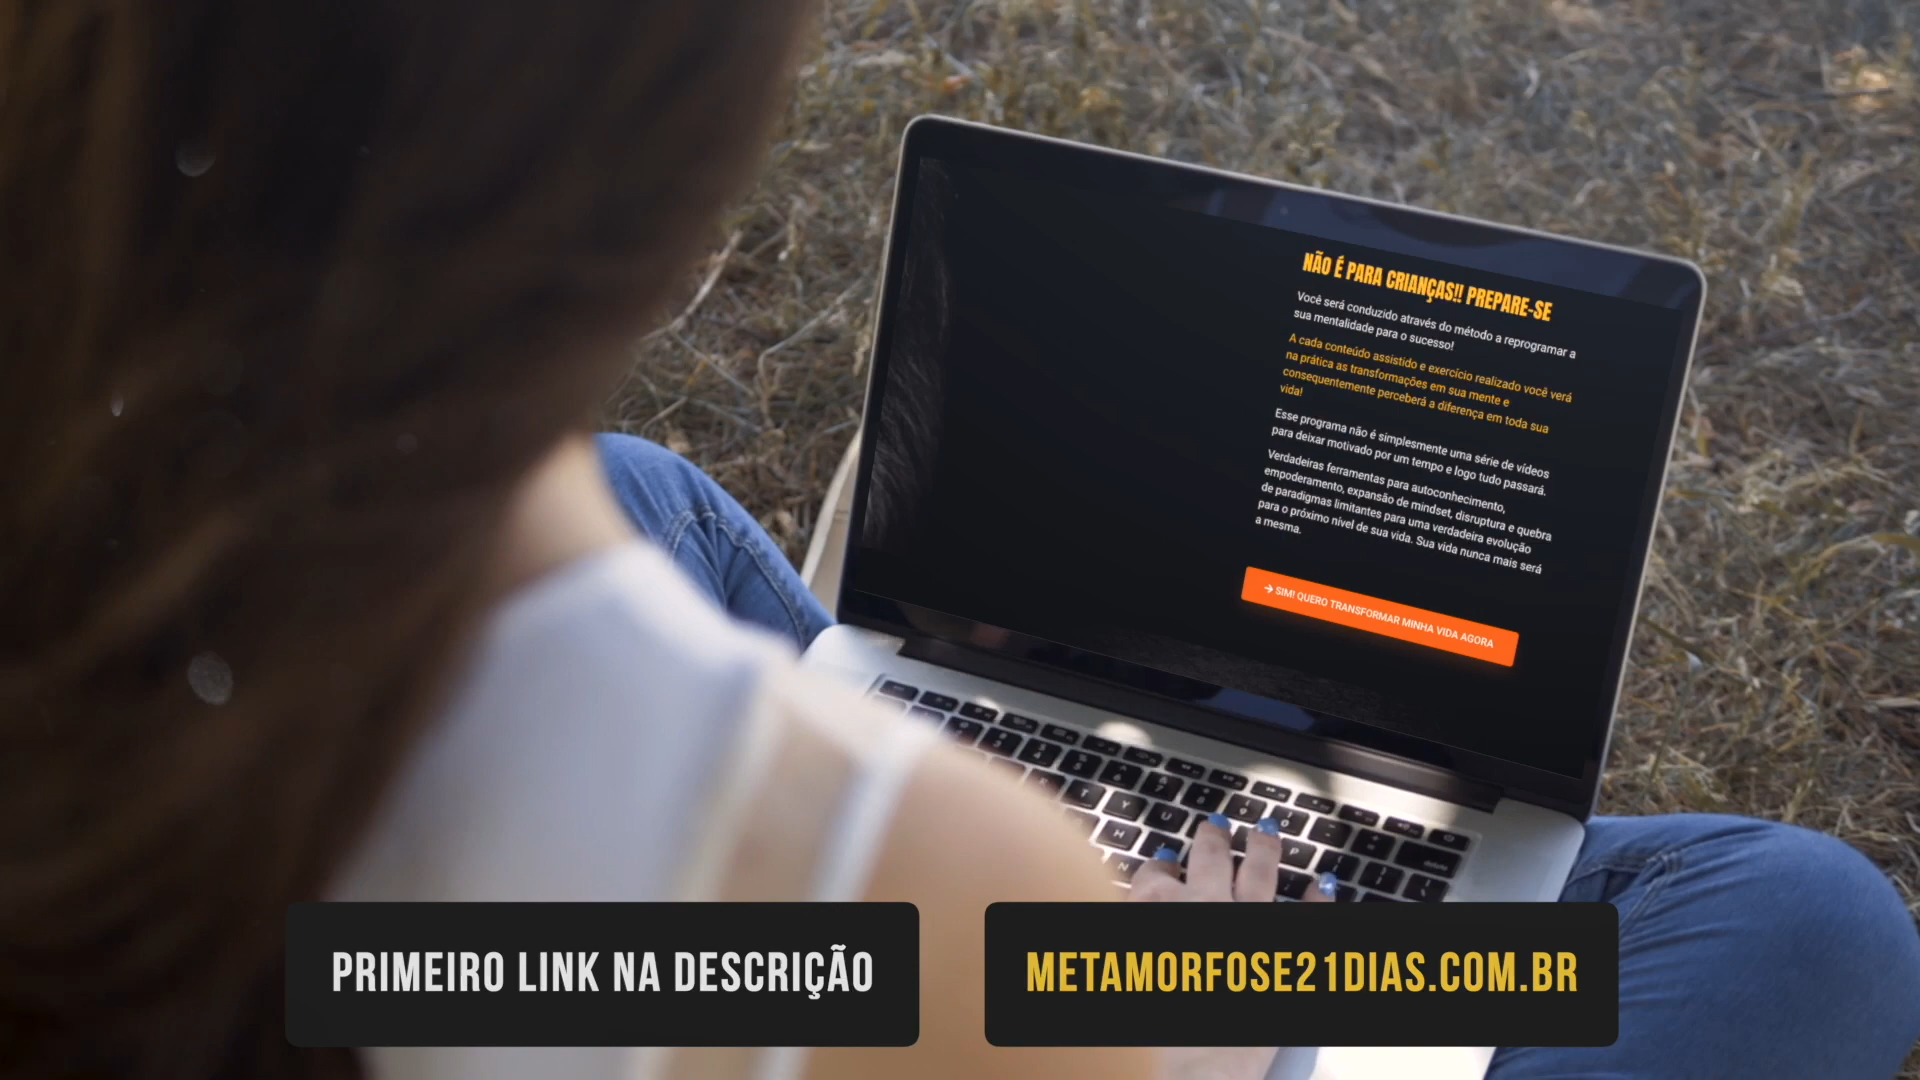 NÃO É PARA CRIANÇAS!! PREPARE-SE
Você será conduzido através do método a reprogramar a
sua mentalidade para o sucesso!
A cada conteúdo assistido e exercício realizado você verá
na prática as transformações em sua mente e
consequentemente perceberá a diferença em toda sua
vida!
Esse programa não é simplesmente uma série de vídeos
para deixar motivado por um tempo e logo tudo passará.
Verdadeiras ferramentas para autoconhecimento,
empoderamento, expansão de mindset, disruptura e quebra
de paradigmas limitantes para uma verdadeira evolução
para o próximo nível de sua vida. Sua vida nunca mais será
a mesma.
→ SIM! QUERO TRANSFORMAR MINHA VIDA AGORA
PRIMEIRO LINK NA DESCRIÇÃO
METAMORFOSE21DIAS.COM.BR